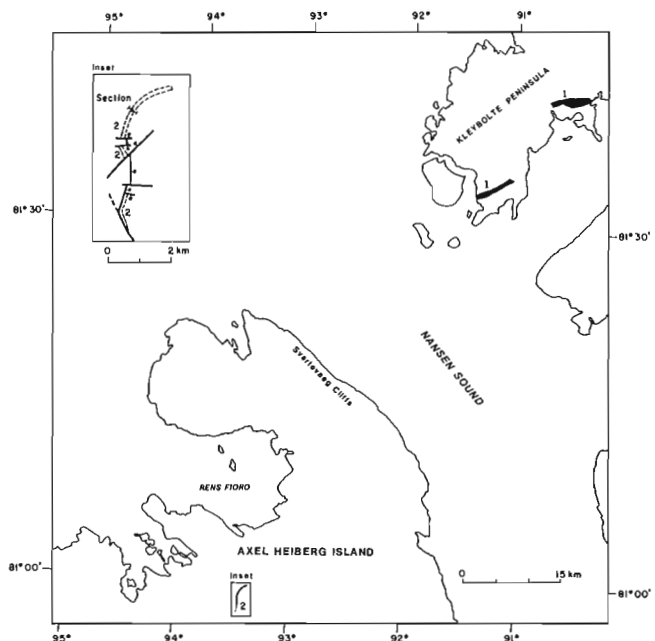 95° 94° 93° 92° 91°
Inset
Section
2
2
2
0 2 km
KLEYBOLTE PENINSULA
1
1
81°30'
81°30'
NANSEN SOUND
Svartevaeg Cliffs
RENS FIORD
AXEL HEIBERG ISLAND
Inset
2
0 15 km
81°00'
81°00'
95° 94° 93° 92° 91°